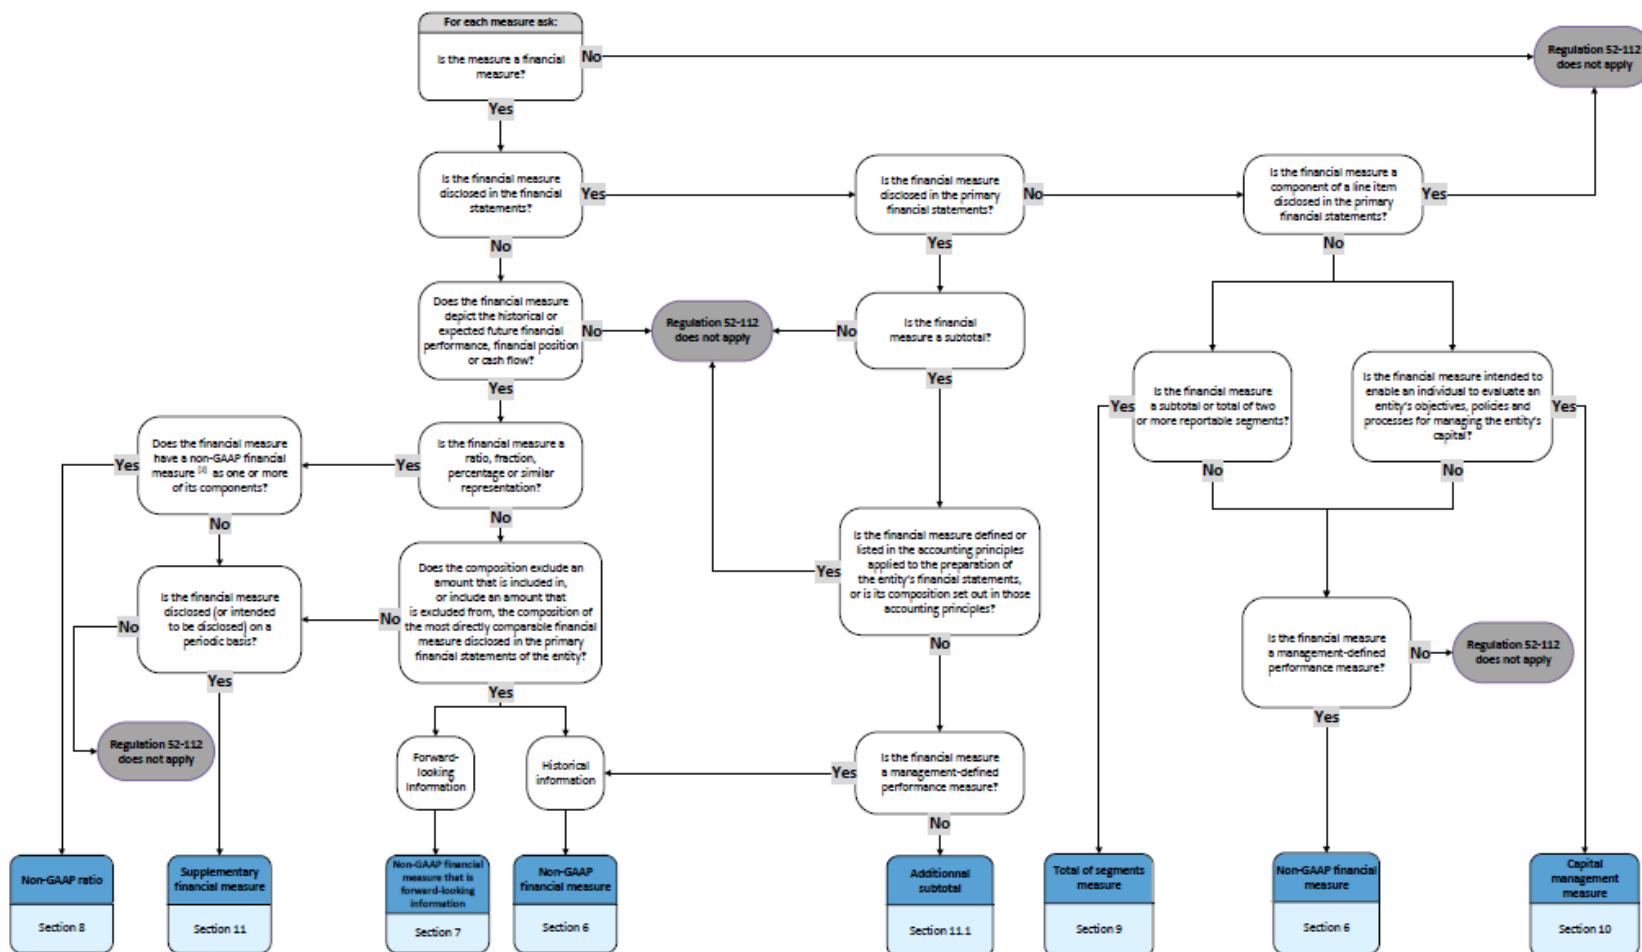 For each measure ask:
Is the measure a financial
measure?
No
Regulation 52-112
does not apply
Yes
Is the financial measure
disclosed in the financial
statements?
Yes
Is the financial measure
disclosed in the primary
financial statements?
No
Is the financial measure a
component of a line item
disclosed in the primary
financial statements?
Yes
No
Yes
No
Does the financial measure
depict the historical or
expected future financial
performance, financial position
or cash flow?
No
Regulation 52-112
does not apply
No
Is the financial
measure a subtotal?
Yes
Yes
Yes
Is the financial measure
a subtotal or total of two
or more reportable segments?
Is the financial measure intended to
enable an individual to evaluate an
entity's objectives, policies and
processes for managing the entity's
capital?
Yes
No
No
Yes
Does the financial measure
have a non-GAAP financial
measure as one or more
of its components?
Yes
Is the financial measure a
ratio, fraction,
percentage or similar
representation?
No
No
Is the financial measure
disclosed (or intended
to be disclosed) on a
periodic basis?
No
Yes
No
Does the composition exclude an
amount that is included in,
or include an amount that
is excluded from, the composition of
the most directly comparable financial
measure disclosed in the primary
financial statements of the entity?
Yes
Yes
Is the financial measure defined or
listed in the accounting principles
applied to the preparation of
the entity's financial statements,
or is its composition set out in those
accounting principles?
No
Is the financial measure
a management-defined
performance measure?
No
Regulation 52-112
does not apply
Yes
Regulation 52-112
does not apply
Forward-
looking
Information
Historical
information
Yes
Is the financial measure
a management-defined
performance measure?
No
Non-GAAP ratio
Section 8
Supplementary
financial measure
Section 11
Non-GAAP financial
measure that is
forward-looking
information
Section 7
Non-GAAP
financial measure
Section 6
Additionnal
subtotal
Section 11.1
Total of segments
measure
Section 9
Non-GAAP financial
measure
Section 6
Capital
management
measure
Section 10